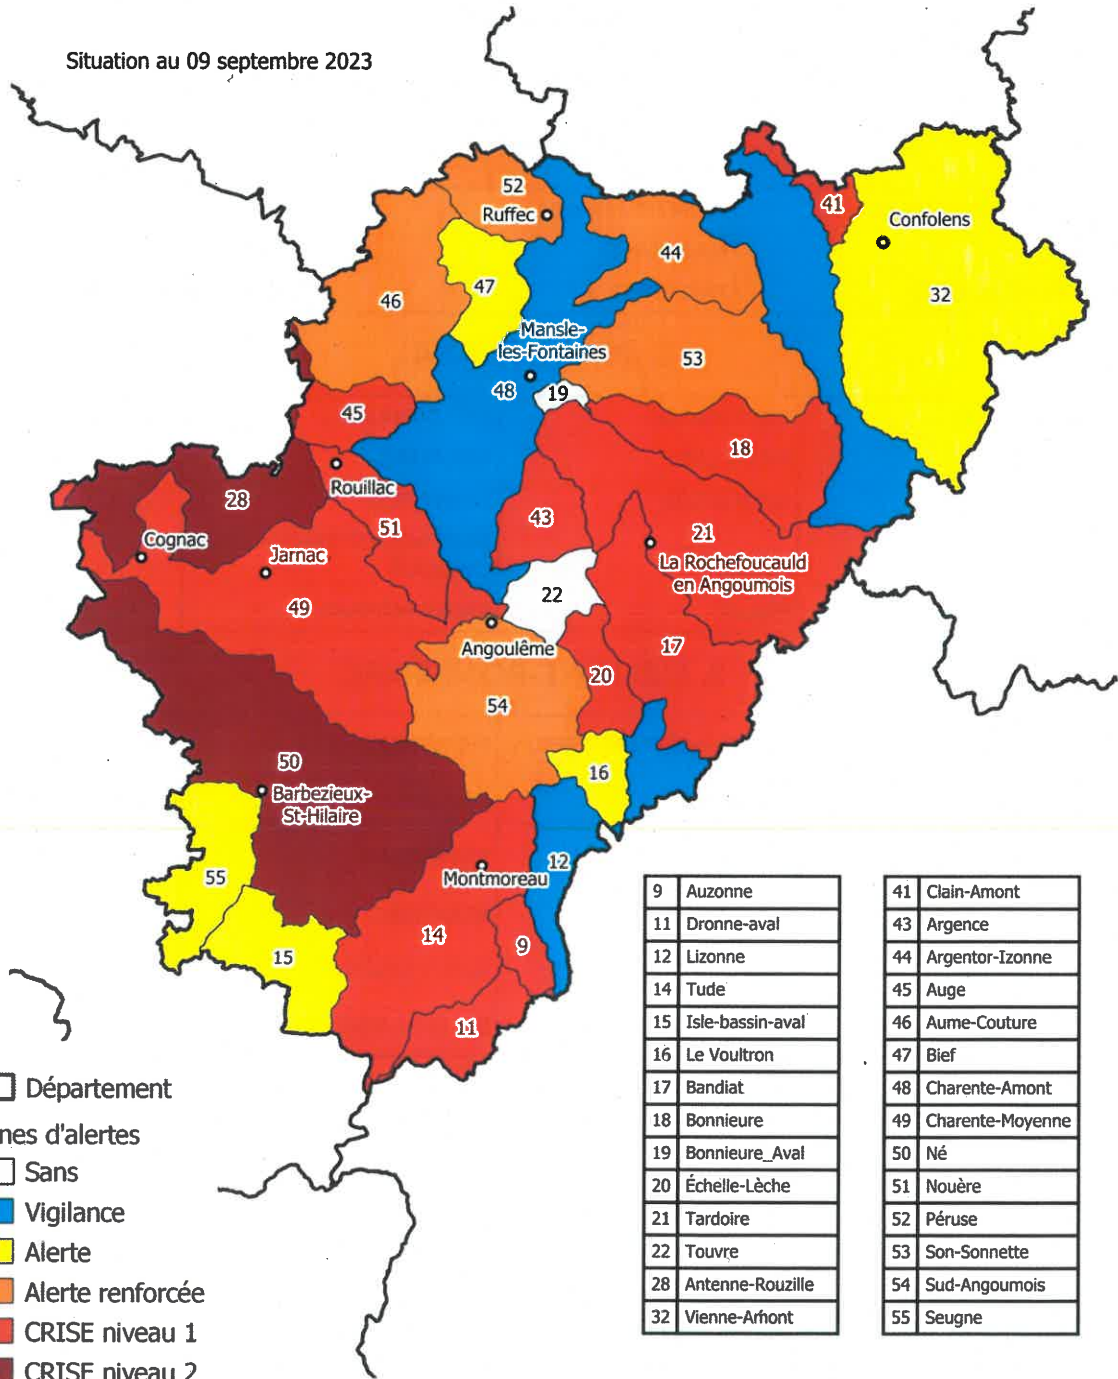 Situation au 09 septembre 2023
52
Ruffec
41
Confolens
44
47
46
32
Mansle-
les-Fontaines
53
48
19
45
18
Rouillac
28
43
51
21
Cognac
Jarnac
La Rochefoucauld
en Angoumois
22
49
Angoulême
17
20
54
50
16
Barbezieux-
St-Hilaire
12
Montmoreau
55
14
9
15
11
9 Auzonne
11 Dronne-aval
12 Lizonne
14 Tude
15 Isle-bassin-aval
16 Le Voultron
17 Bandiat
18 Bonnieure
19 Bonnieure_Aval
20 Échelle-Lèche
21 Tardoire
22 Touvre
28 Antenne-Rouzille
32 Vienne-Amont
41 Clain-Amont
43 Argence
44 Argentor-Izonne
45 Auge
46 Aume-Couture
47 Bief
48 Charente-Amont
49 Charente-Moyenne
50 Né
51 Nouère
52 Péruse
53 Son-Sonnette
54 Sud-Angoumois
55 Seugne
Département
nes d'alertes
Sans
Vigilance
Alerte
Alerte renforcée
CRISE niveau 1
CRISE niveau 2